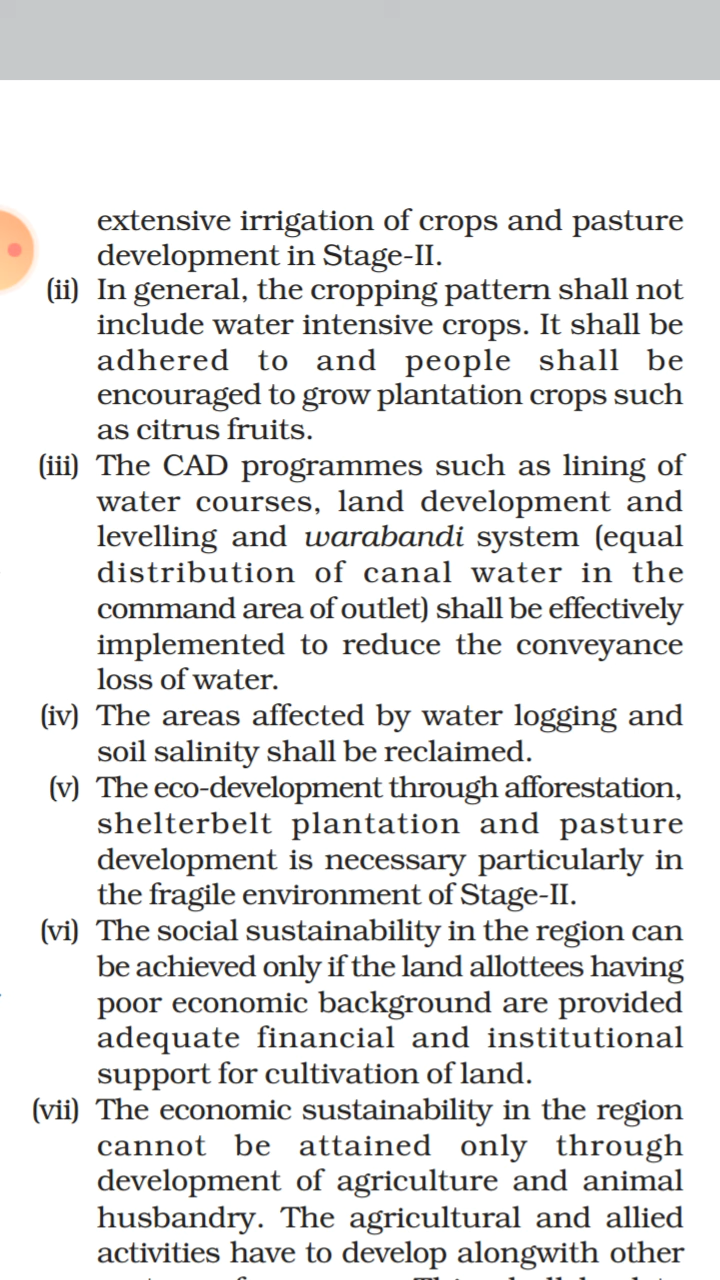 extensive irrigation of crops and pasture
development in Stage-II.
(ii) In general, the cropping pattern shall not
include water intensive crops. It shall be
adhered to and people shall be
encouraged to grow plantation crops such
as citrus fruits.
(iii) The CAD programmes such as lining of
water courses, land development and
levelling and warabandi system (equal
distribution of canal water in the
command area of outlet) shall be effectively
implemented to reduce the conveyance
loss of water.
(iv) The areas affected by water logging and
soil salinity shall be reclaimed.
(v) The eco-development through afforestation,
shelterbelt plantation and pasture
development is necessary particularly in
the fragile environment of Stage-II.
(vi) The social sustainability in the region can
be achieved only if the land allottees having
poor economic background are provided
adequate financial and institutional
support for cultivation of land.
(vii) The economic sustainability in the region
cannot be attained only through
development of agriculture and animal
husbandry. The agricultural and allied
activities have to develop alongwith other